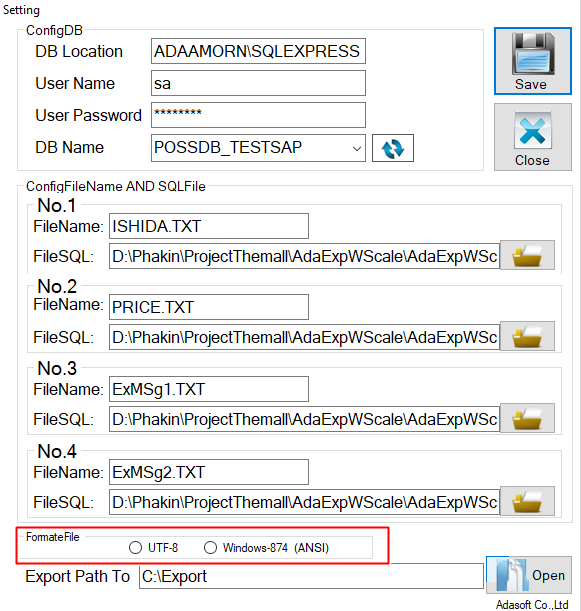 Setting
ConfigDB
DB Location ADAAMORN\SQLEXPRESS
User Name sa
User Password ********
DB Name POSSDB_TESTSAP
Save
Close
ConfigFileName AND SQLFile
No.1
FileName: ISHIDA.TXT
FileSQL: D:\Phakin\ProjectThemall\AdaExpWScale\AdaExpWSc
No.2
FileName: PRICE.TXT
FileSQL: D:\Phakin\ProjectThemall\AdaExpWScale\AdaExpWSc
No.3
FileName: ExMSg1.TXT
FileSQL: D:\Phakin\ProjectThemall\AdaExpWScale\AdaExpWSc
No.4
FileName: ExMSg2.TXT
FileSQL: D:\Phakin\ProjectThemall\AdaExpWScale\AdaExpWSc
FormateFile
UTF-8 Windows-874 (ANSI)
Export Path To C:\Export Open
Adasoft Co.,Ltd